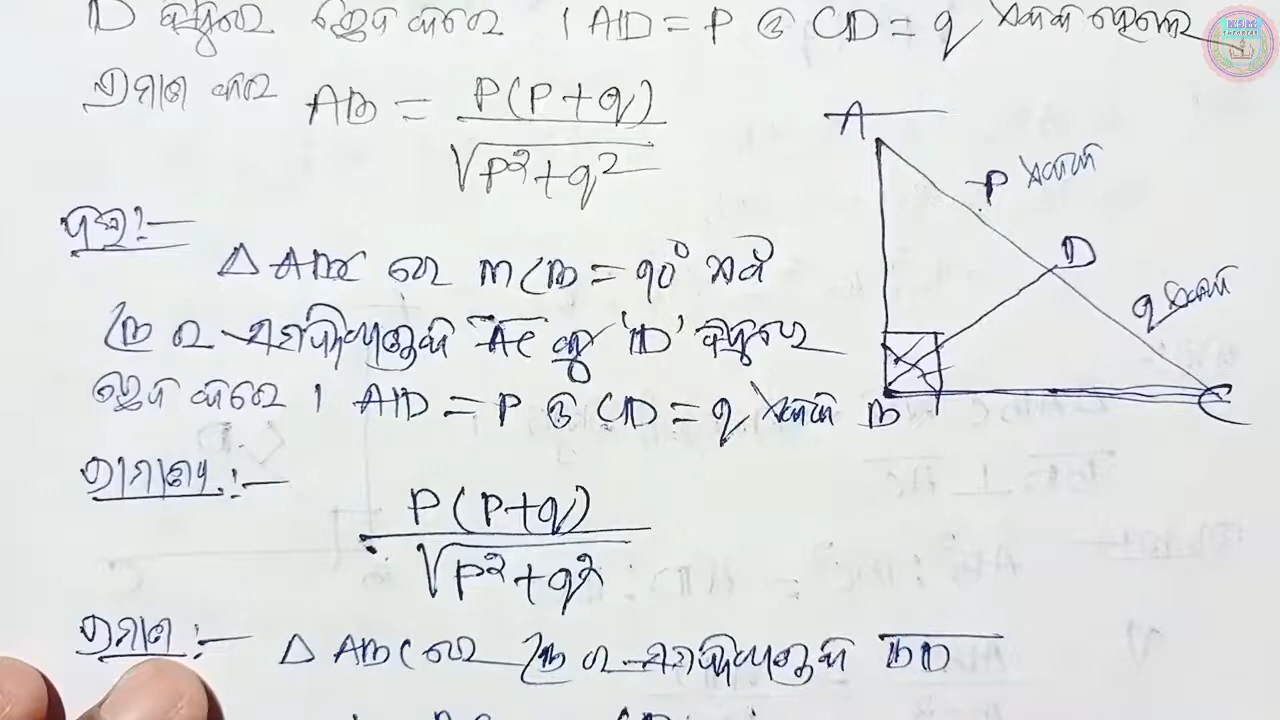 D ବିନ୍ଦୁରେ ଛେଦ କରେ । AD = P ଓ CD = q ଏକକ ହେଲେ
ପ୍ରମାଣ କର AB = P(P+q) / √P²+q²
A
P ଏକକ
ଦତ୍ତ :-
△ ABC ରେ m∠B = 90° ଏବଂ
D
q ଏକକ
∠B ର ସମଦ୍ବିଖଣ୍ଡକ AC କୁ 'D' ବିନ୍ଦୁରେ
ଛେଦ କରେ । AD = P ଓ CD = q ଏକକ
B C
ପ୍ରାମାଣ୍ୟ :-
P(P+q) / √P²+q²
ପ୍ରମାଣ :- △ ABC ରେ ∠B ର ସମଦ୍ବିଖଣ୍ଡକ BD